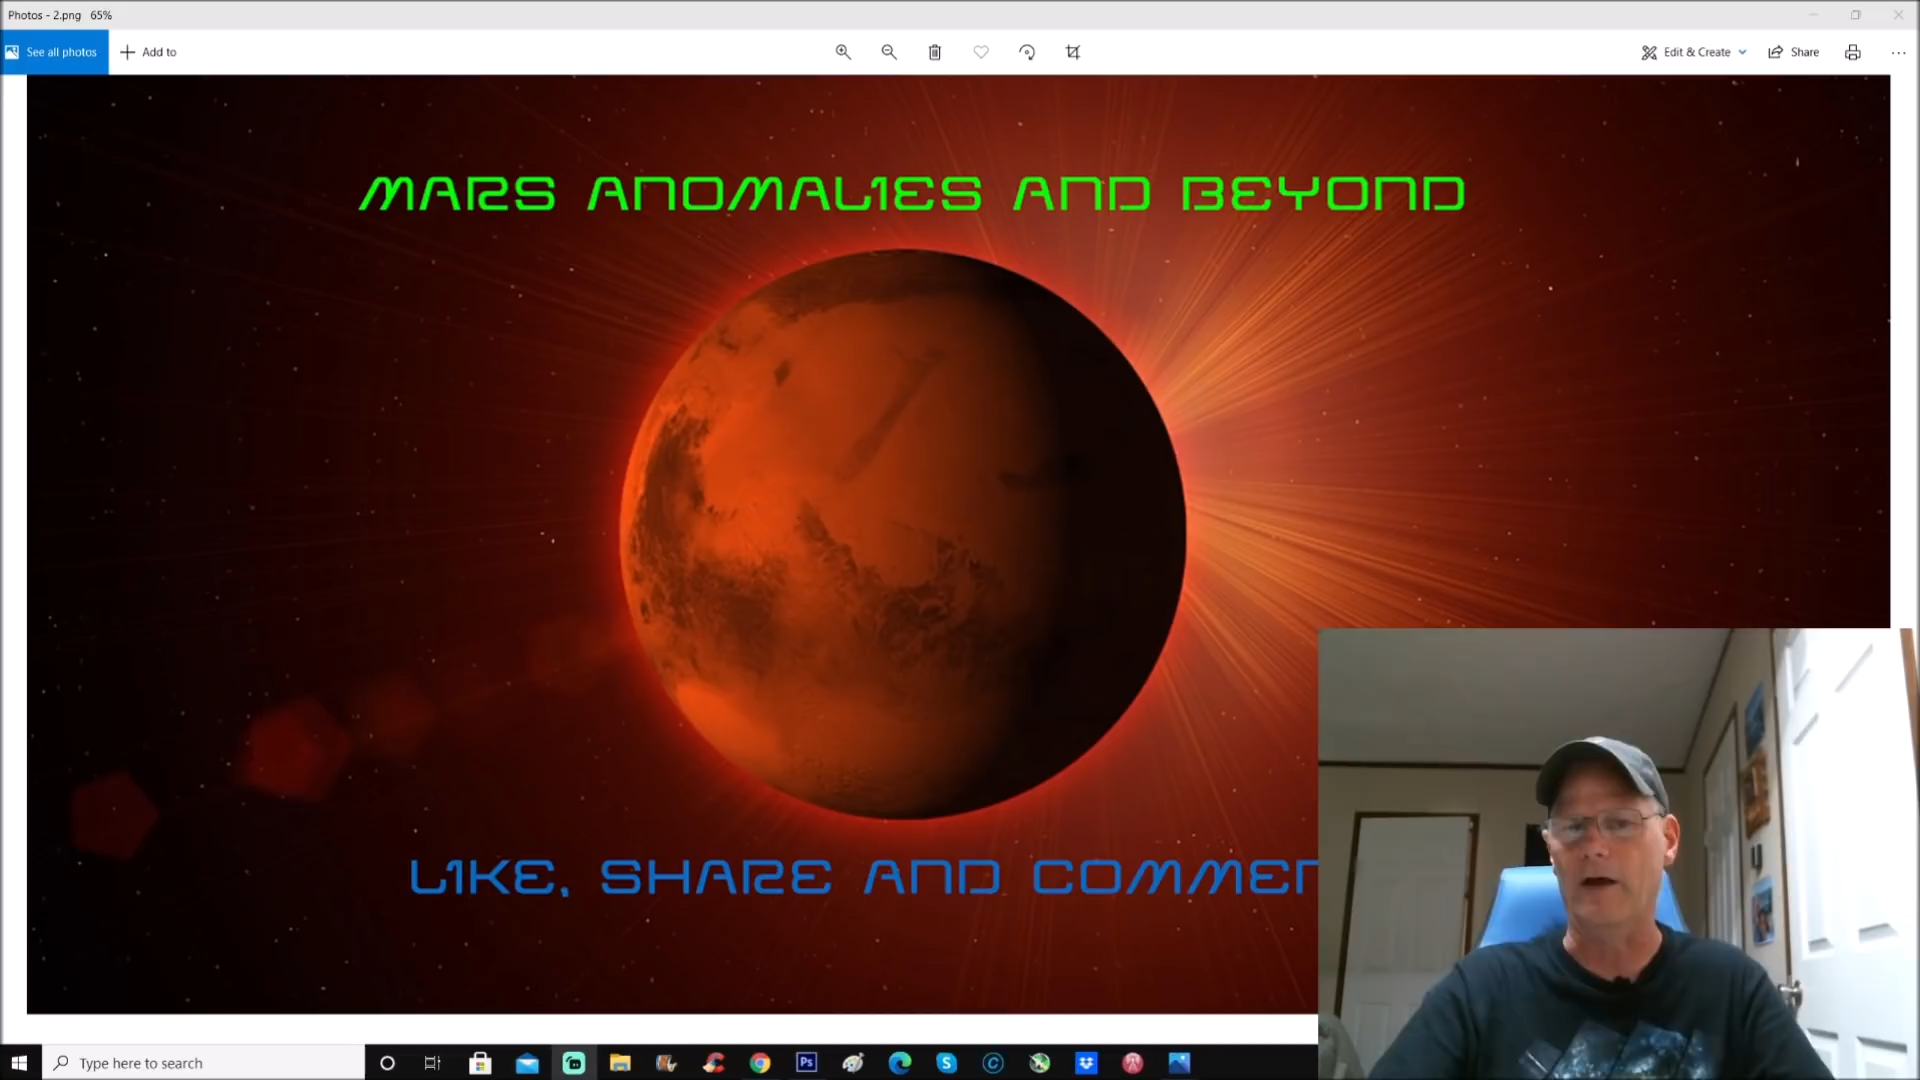 Photos - 2.png 65%
See all photos
Add to
Edit & Create
Share
MARS ANOMALIES AND BEYOND
LIKE, SHARE AND COMMEN
Type here to search
Ps